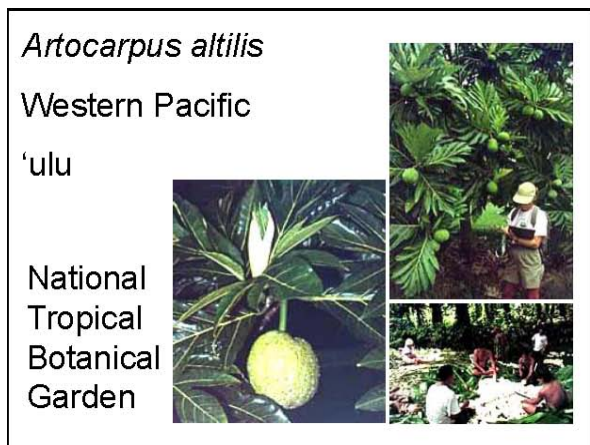 Artocarpus altilis
Western Pacific
‘ulu
National
Tropical
Botanical
Garden